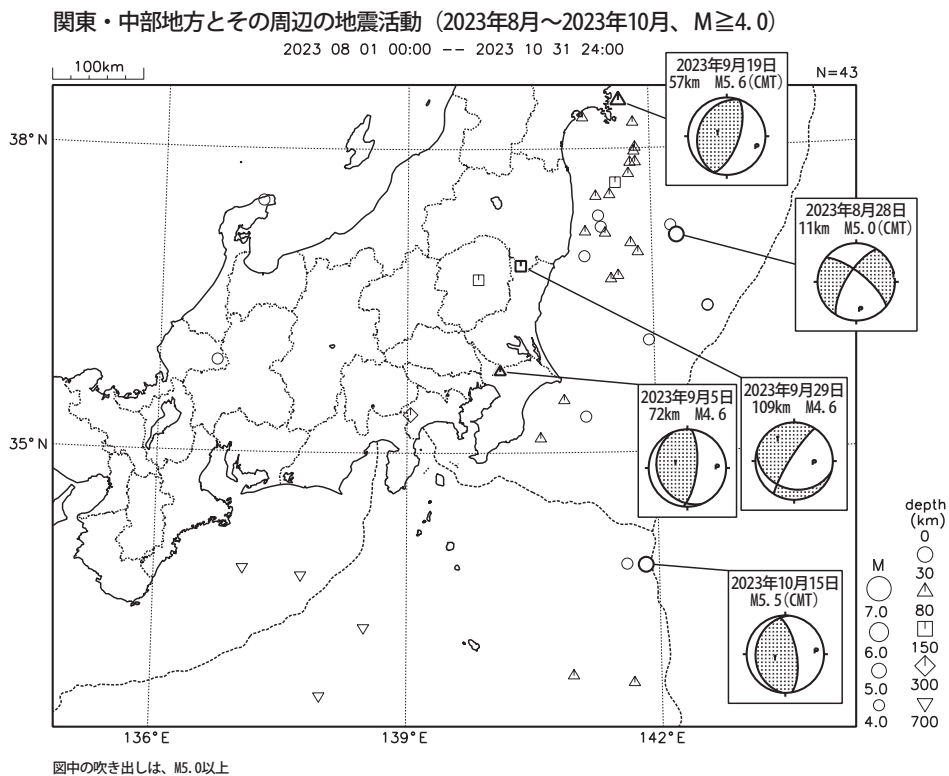 関東・中部地方とその周辺の地震活動（2023年8月～2023年10月、M≧4.0）
2023 08 01 00:00 -- 2023 10 31 24:00
100km
N=43
2023年9月19日
57km M5.6(CMT)
38°N
2023年8月28日
11km M5.0(CMT)
2023年9月5日
72km M4.6
2023年9月29日
109km M4.6
35°N
2023年10月15日
M5.5(CMT)
depth
(km)
0
30
80
150
300
700
M
7.0
6.0
5.0
4.0
136°E
139°E
142°E
図中の吹き出しは、M5.0以上